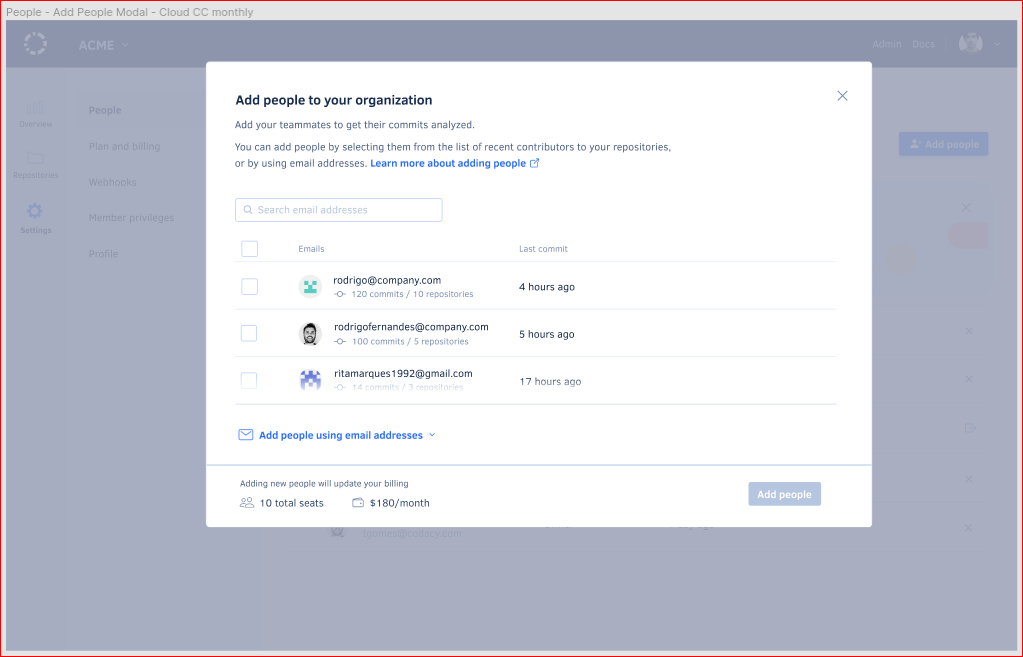 People - Add People Modal - Cloud CC monthly
ACME
Admin Docs
Overview
Repositories
Settings
People
Plan and billing
Webhooks
Member privileges
Profile
Add people
Add people to your organization
Add your teammates to get their commits analyzed.
You can add people by selecting them from the list of recent contributors to your repositories,
or by using email addresses. Learn more about adding people
Search email addresses
Emails Last commit
rodrigo@company.com
120 commits / 10 repositories
4 hours ago
rodrigofernandes@company.com
100 commits / 5 repositories
5 hours ago
ritamarques1992@gmail.com
14 commits / 3 repositories
17 hours ago
Add people using email addresses
Adding new people will update your billing
10 total seats $180/month
Add people